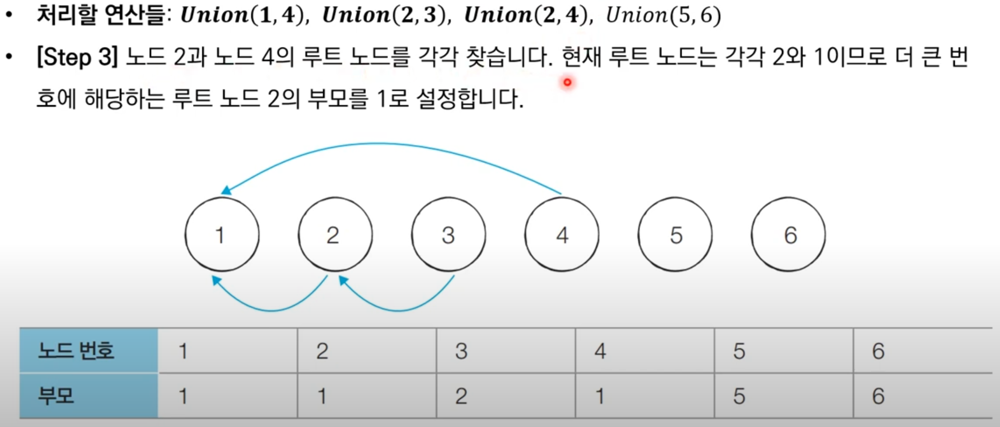 • 처리할 연산들: Union(1,4), Union(2,3), Union(2,4), Union(5,6)
• [Step 3] 노드 2과 노드 4의 루트 노드를 각각 찾습니다. 현재 루트 노드는 각각 2와 1이므로 더 큰 번
호에 해당하는 루트 노드 2의 부모를 1로 설정합니다.
1 2 3 4 5 6
노드 번호 1 2 3 4 5 6
부모 1 1 2 1 5 6